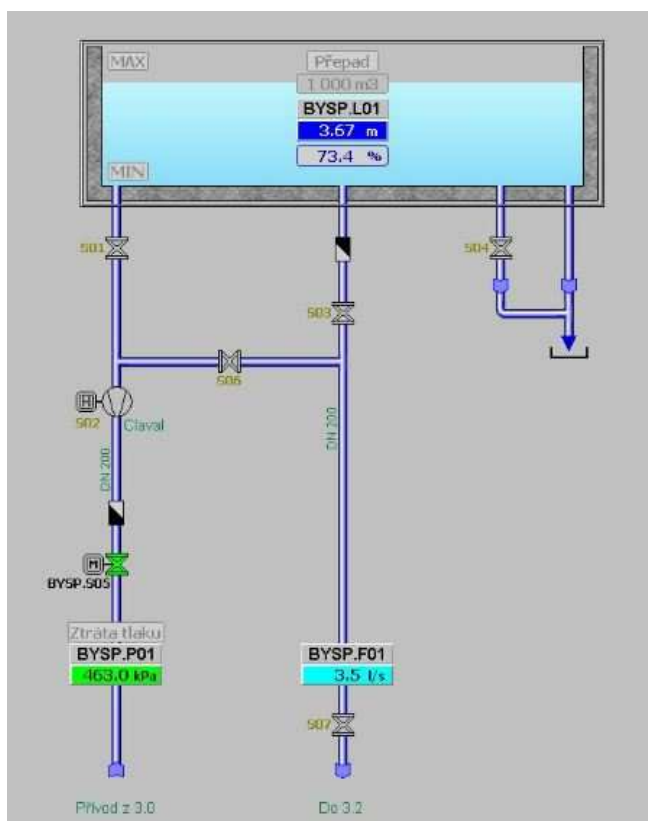 MAX
Přepad
1 000 m3
BYSP.L01
3.67 m
73.4 %
MIN
S01
S04
S03
S06
H
S02
Claval
DN 200
DN 200
M
BYSP.S05
Ztráta tlaku
BYSP.P01
BYSP.F01
463.0 kPa
3.5 l/s
S07
Přívod z 3.0
Do 3.2